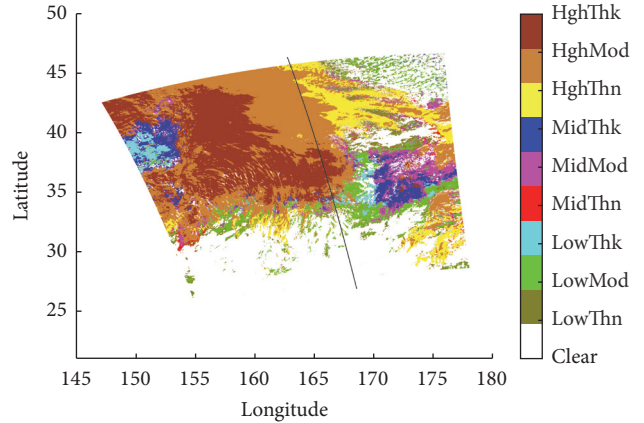 50
45
40
35
30
25
Latitude
145
150
155
160
165
170
175
180
Longitude
HghThk
HghMod
HghThn
MidThk
MidMod
MidThn
LowThk
LowMod
LowThn
Clear